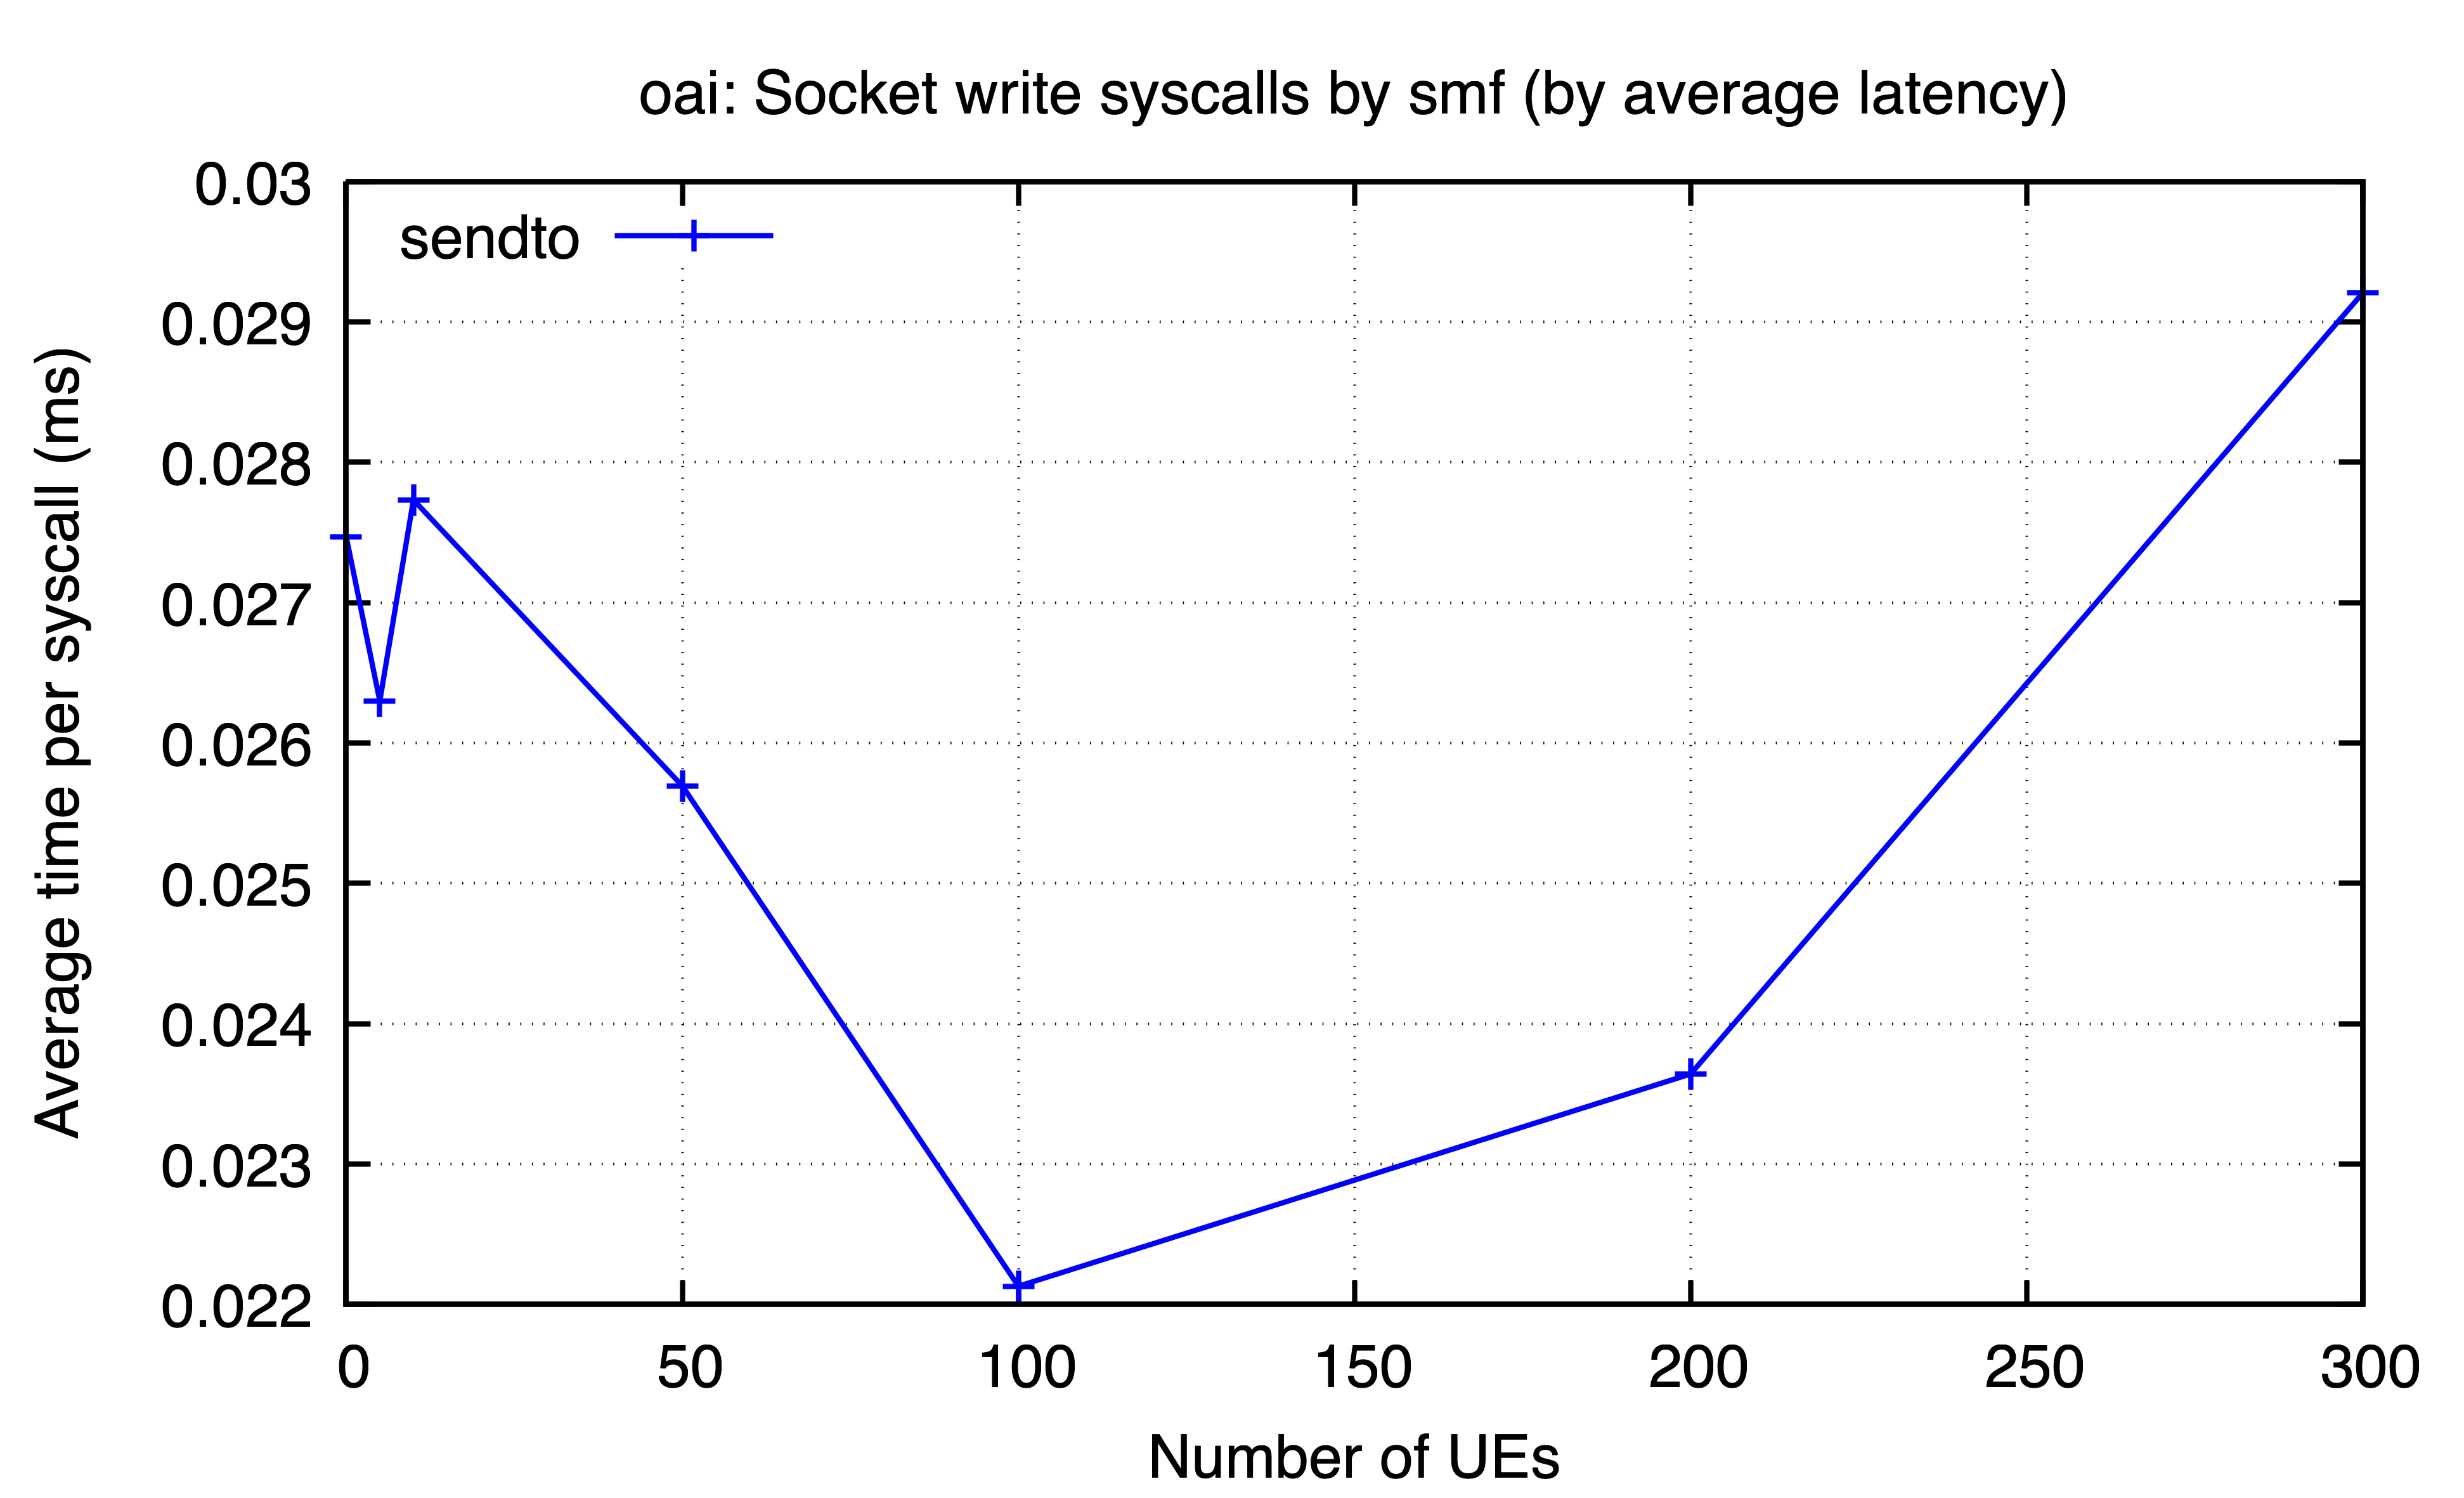 oai: Socket write syscalls by smf (by average latency)
sendto
Average time per syscall (ms)
0.03
0.029
0.028
0.027
0.026
0.025
0.024
0.023
0.022
0 50 100 150 200 250 300
Number of UEs